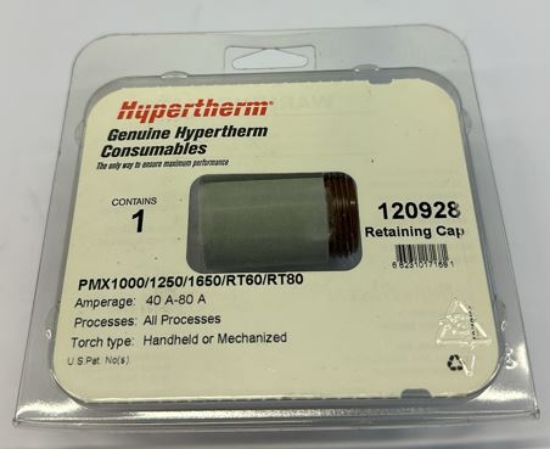 Hypertherm®
Genuine Hypertherm
Consumables
The only way to ensure maximum performance
CONTAINS
1
120928
Retaining Cap
PMX1000/1250/1650/RT60/RT80
Amperage: 40 A-80 A
Processes: All Processes
Torch type: Handheld or Mechanized
U.S.Pat. No(s).